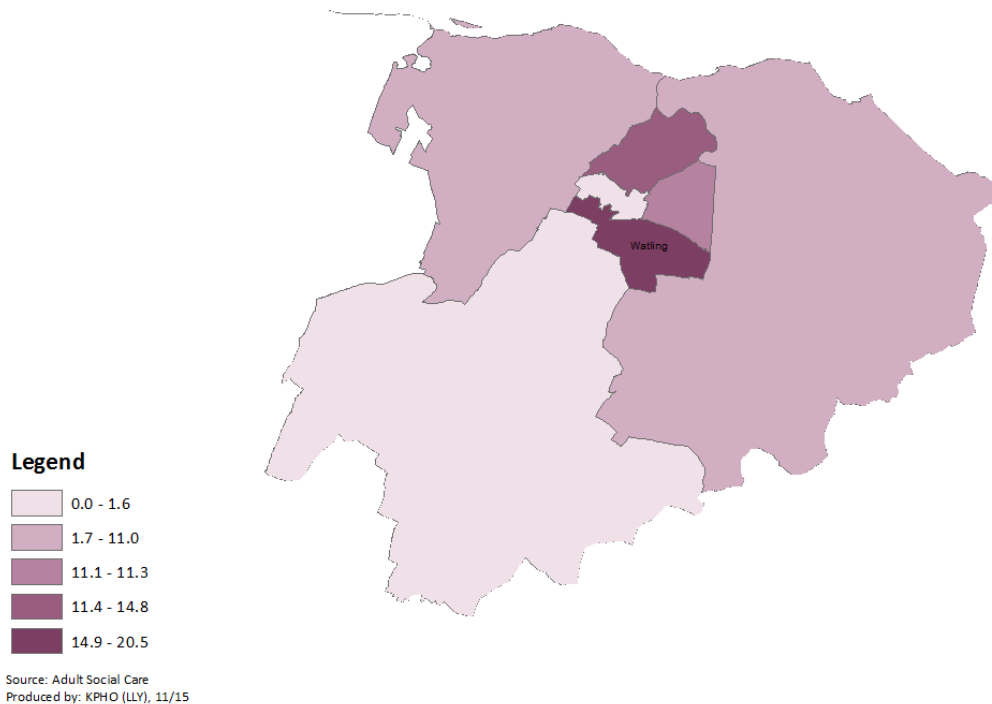 Watling
Legend
0.0 - 1.6
1.7 - 11.0
11.1 - 11.3
11.4 - 14.8
14.9 - 20.5
Source: Adult Social Care
Produced by: KPHO (LLY), 11/15